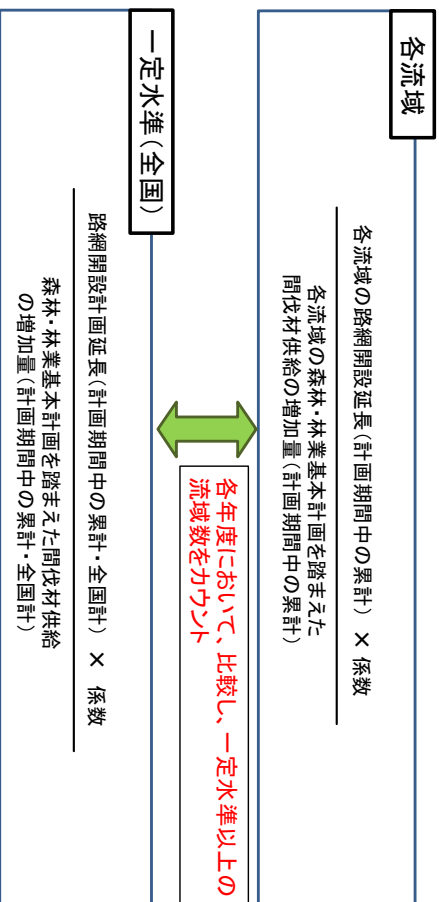 各流域
各流域の路網開設延長(計画期間中の累計) × 係数
各流域の森林・林業基本計画を踏まえた
間伐材供給の増加量(計画期間中の累計)
各年度において、比較し、一定水準以上の
流域数をカウント
一定水準(全国)
路網開設計画延長(計画期間中の累計・全国計) × 係数
森林・林業基本計画を踏まえた間伐材供給
の増加量(計画期間中の累計・全国計)